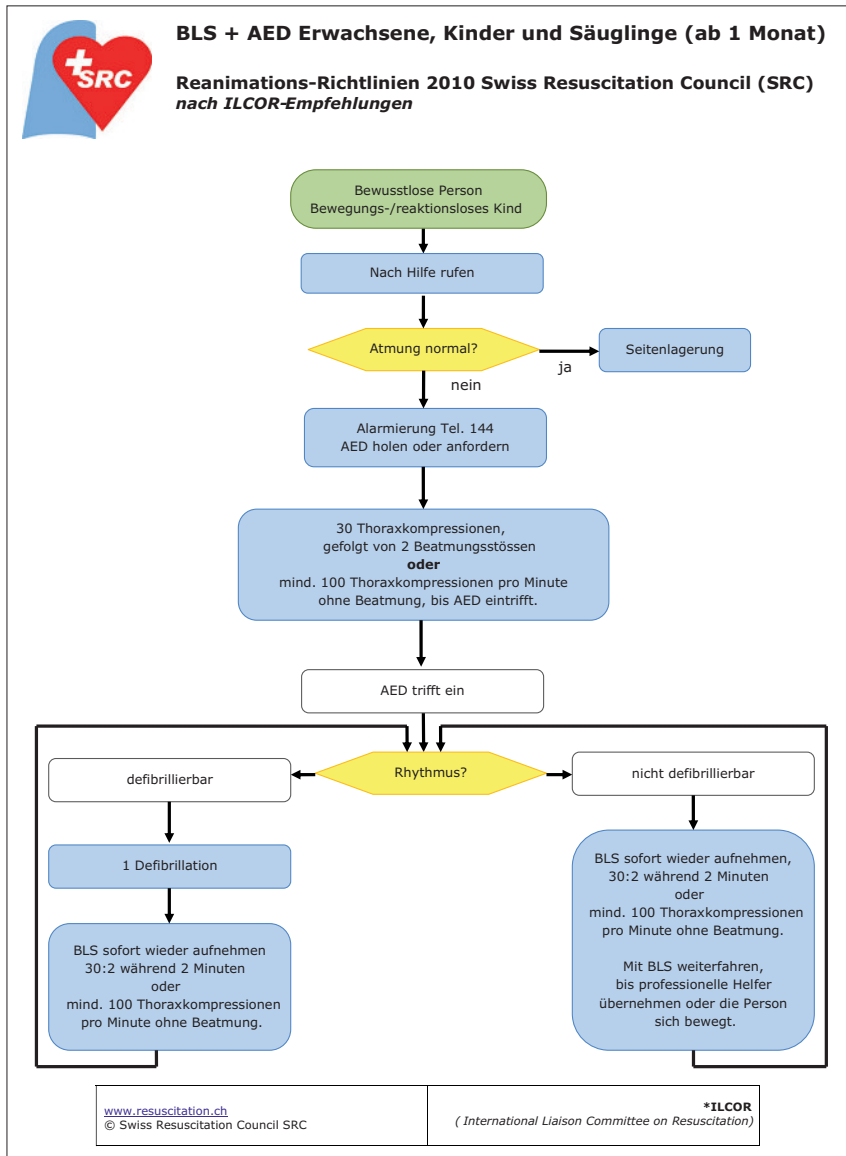 SRC
BLS + AED Erwachsene, Kinder und Säuglinge (ab 1 Monat)
Reanimations-Richtlinien 2010 Swiss Resuscitation Council (SRC)
nach ILCOR-Empfehlungen
Bewusstlose Person
Bewegungs-/reaktionsloses Kind
Nach Hilfe rufen
Atmung normal?
ja
Seitenlagerung
nein
Alarmierung Tel. 144
AED holen oder anfordern
30 Thoraxkompressionen,
gefolgt von 2 Beatmungsstössen
oder
mind. 100 Thoraxkompressionen pro Minute
ohne Beatmung, bis AED eintrifft.
AED trifft ein
Rhythmus?
defibrillierbar
1 Defibrillation
BLS sofort wieder aufnehmen
30:2 während 2 Minuten
oder
mind. 100 Thoraxkompressionen
pro Minute ohne Beatmung.
nicht defibrillierbar
BLS sofort wieder aufnehmen,
30:2 während 2 Minuten
oder
mind. 100 Thoraxkompressionen
pro Minute ohne Beatmung.
Mit BLS weiterfahren,
bis professionelle Helfer
übernehmen oder die Person
sich bewegt.
www.resuscitation.ch
© Swiss Resuscitation Council SRC
*ILCOR
( International Liaison Committee on Resuscitation)